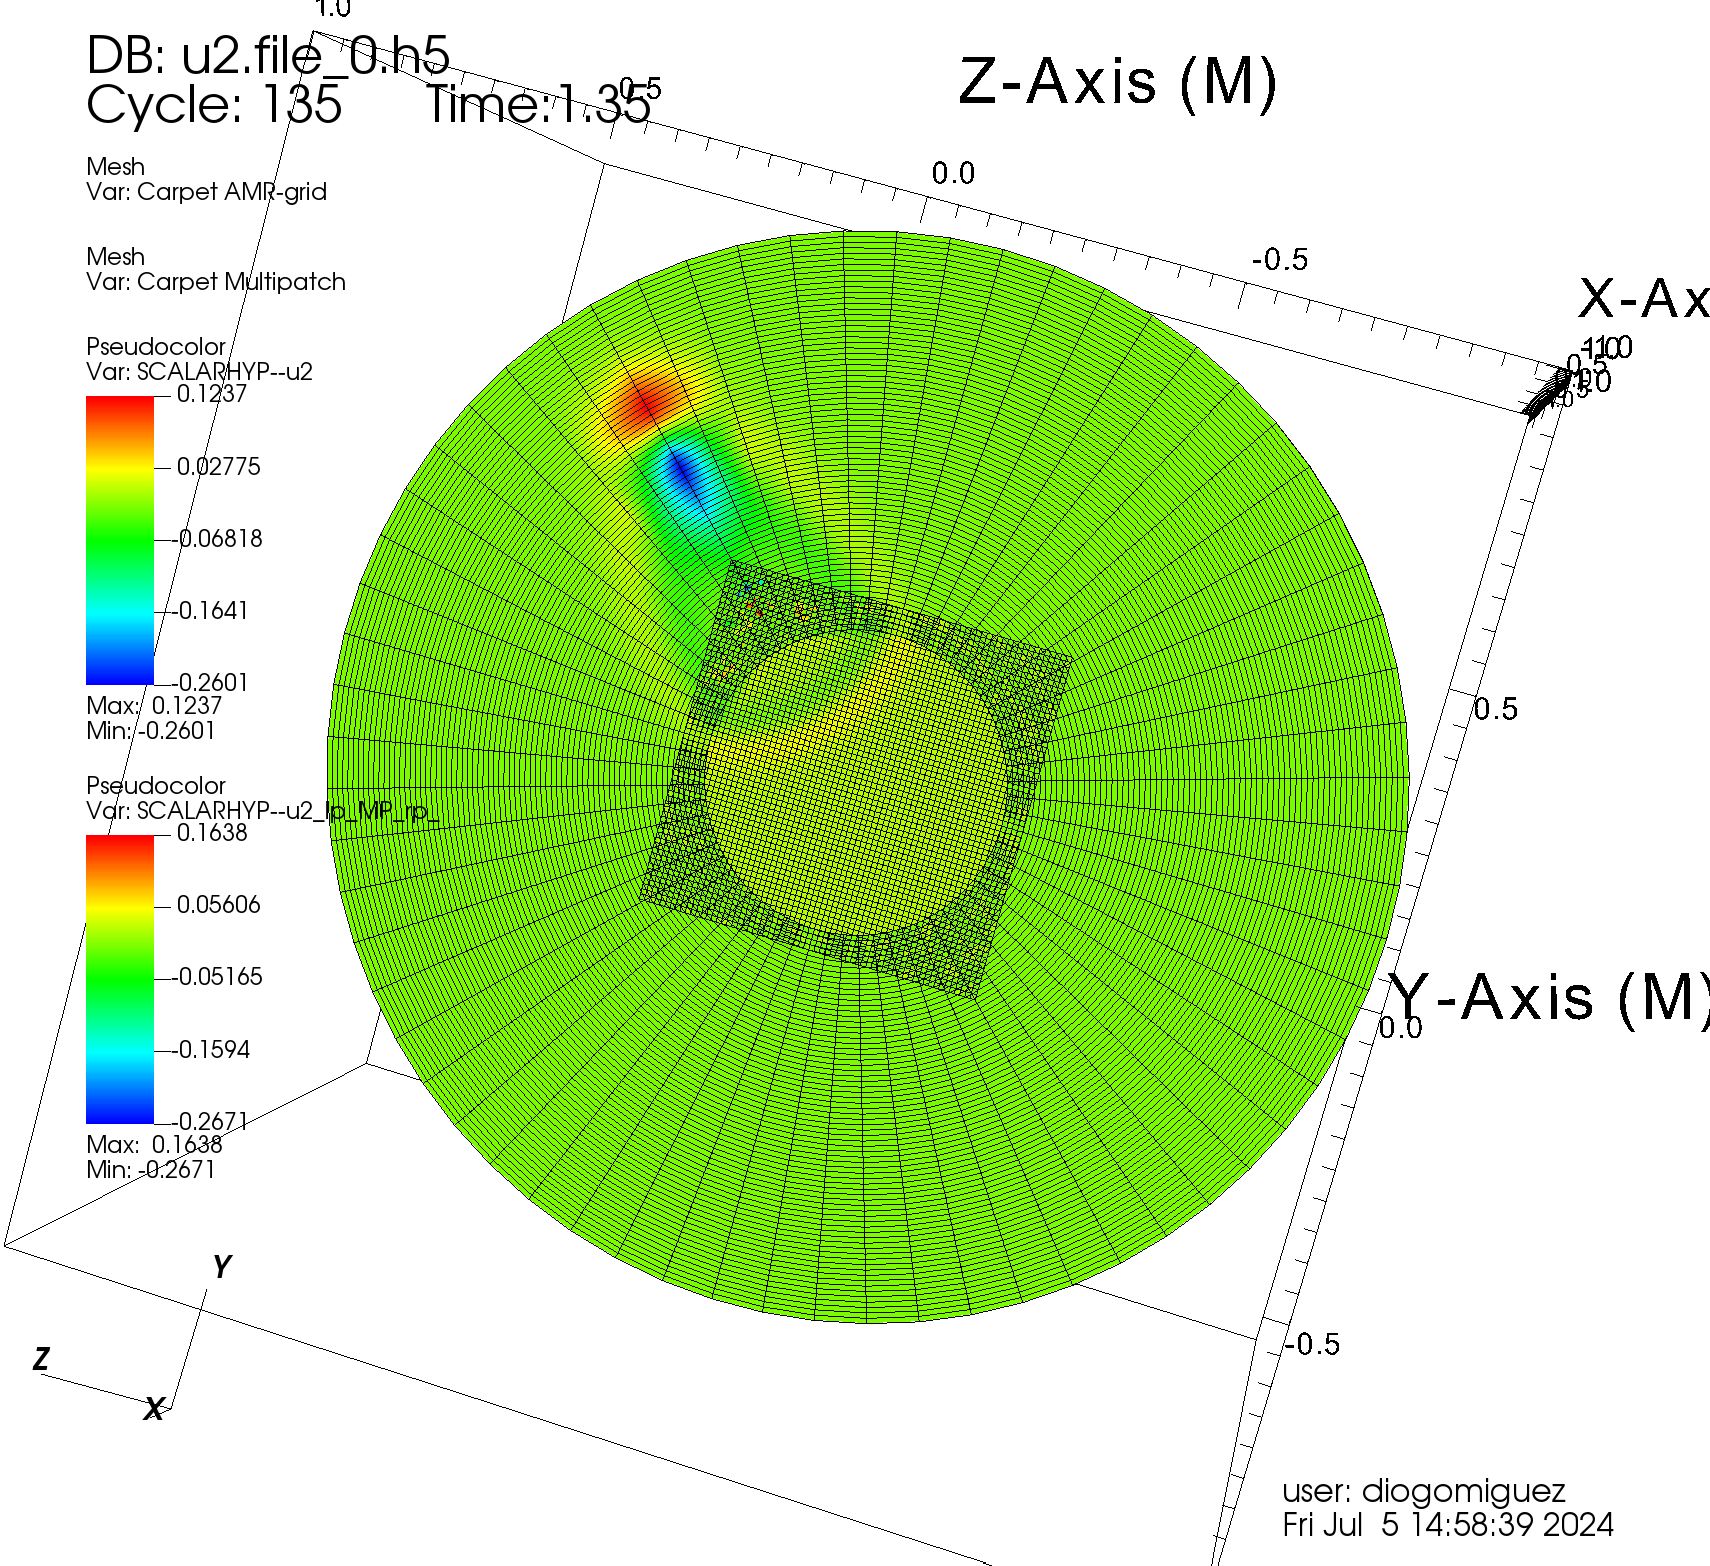 1.0
DB: u2.file_0.h5
Cycle: 135 Time:1.35
0.5
Z-Axis (M)
Mesh
Var: Carpet AMR-grid
0.0
Mesh
Var: Carpet Multipatch
-0.5
X-Ax
Pseudocolor
Var: SCALARHYP--u2
0.1237
0.02775
-0.06818
-0.1641
-0.2601
Max: 0.1237
Min: -0.2601
0.5
Pseudocolor
Var: SCALARHYP--u2_lp_MP_rp_
0.1638
0.05606
-0.05165
-0.1594
-0.2671
Max: 0.1638
Min: -0.2671
Y-Axis (M)
0.0
-0.5
Y
Z
X
user: diogomiguez
Fri Jul 5 14:58:39 2024